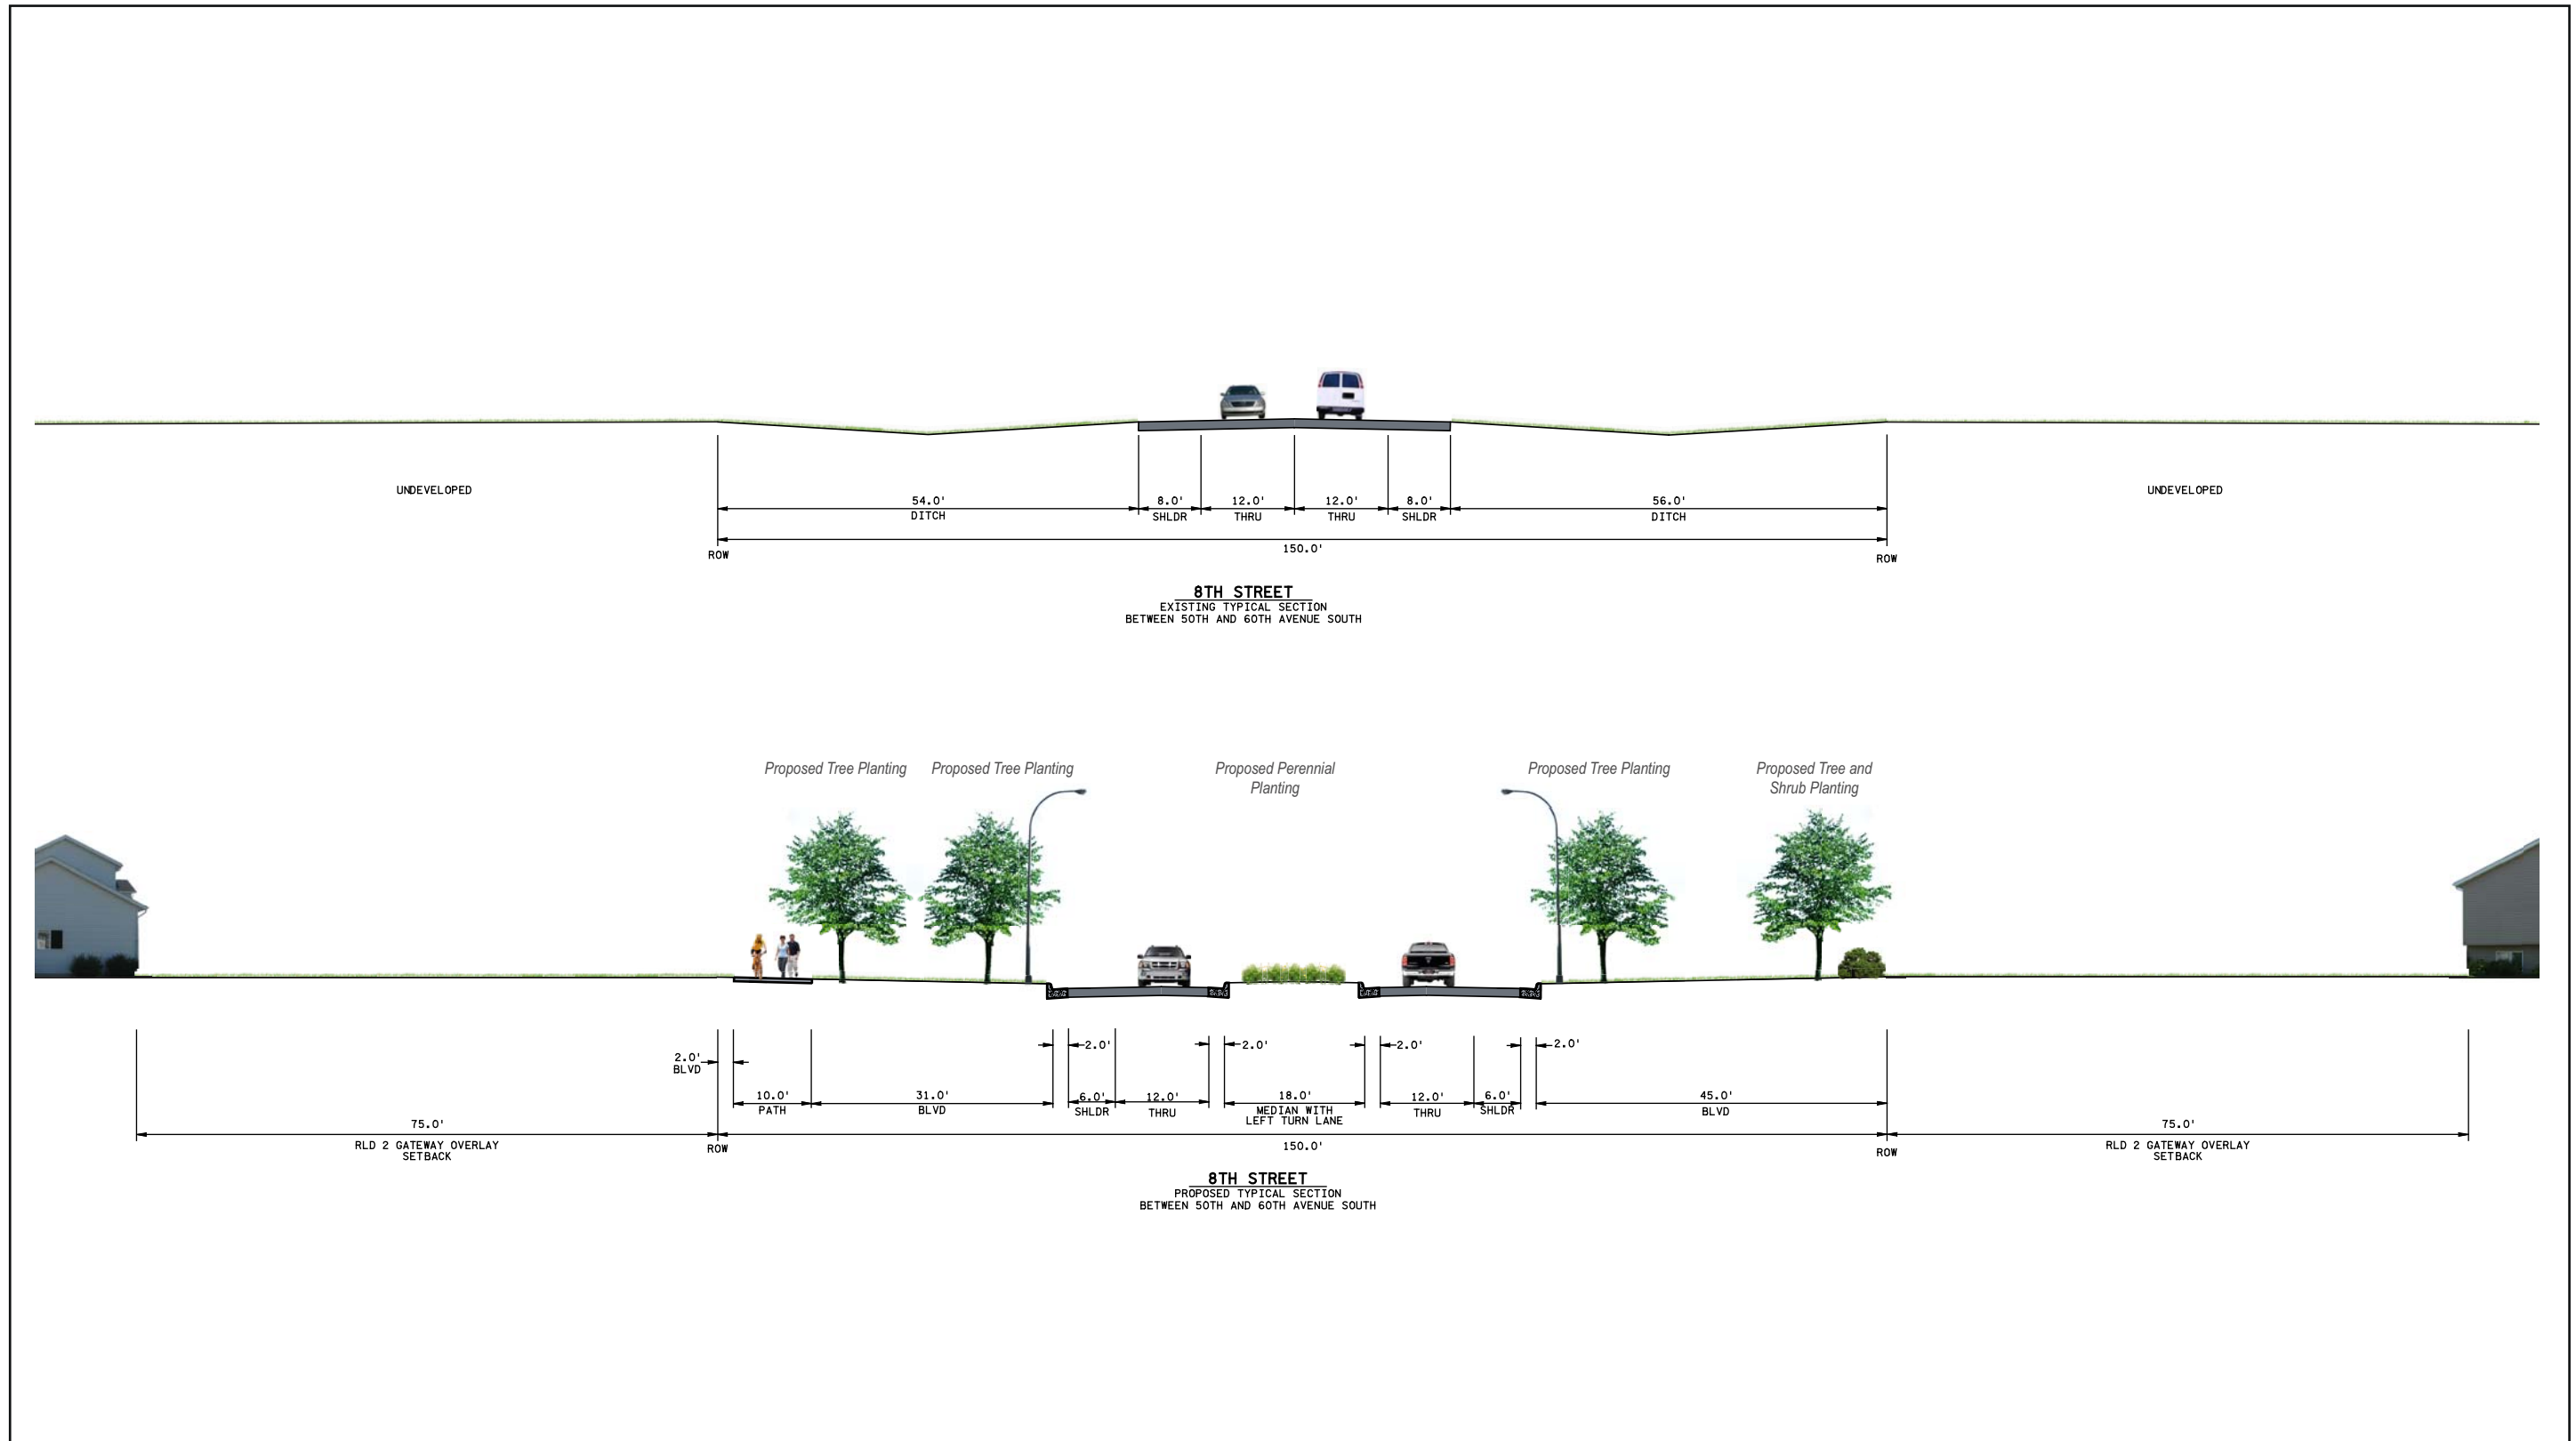 UNDEVELOPED
UNDEVELOPED
54.0'
DITCH
8.0'
SHLDR
12.0'
THRU
12.0'
THRU
8.0'
SHLDR
56.0'
DITCH
ROW
150.0'
ROW
8TH STREET
EXISTING TYPICAL SECTION
BETWEEN 50TH AND 60TH AVENUE SOUTH
Proposed Tree Planting
Proposed Tree Planting
Proposed Perennial
Planting
Proposed Tree Planting
Proposed Tree and
Shrub Planting
2.0'
BLVD
2.0'
2.0'
2.0'
2.0'
10.0'
PATH
31.0'
BLVD
6.0'
SHLDR
12.0'
THRU
18.0'
MEDIAN WITH
LEFT TURN LANE
12.0'
THRU
6.0'
SHLDR
45.0'
BLVD
75.0'
RLD 2 GATEWAY OVERLAY
SETBACK
ROW
150.0'
ROW
75.0'
RLD 2 GATEWAY OVERLAY
SETBACK
8TH STREET
PROPOSED TYPICAL SECTION
BETWEEN 50TH AND 60TH AVENUE SOUTH